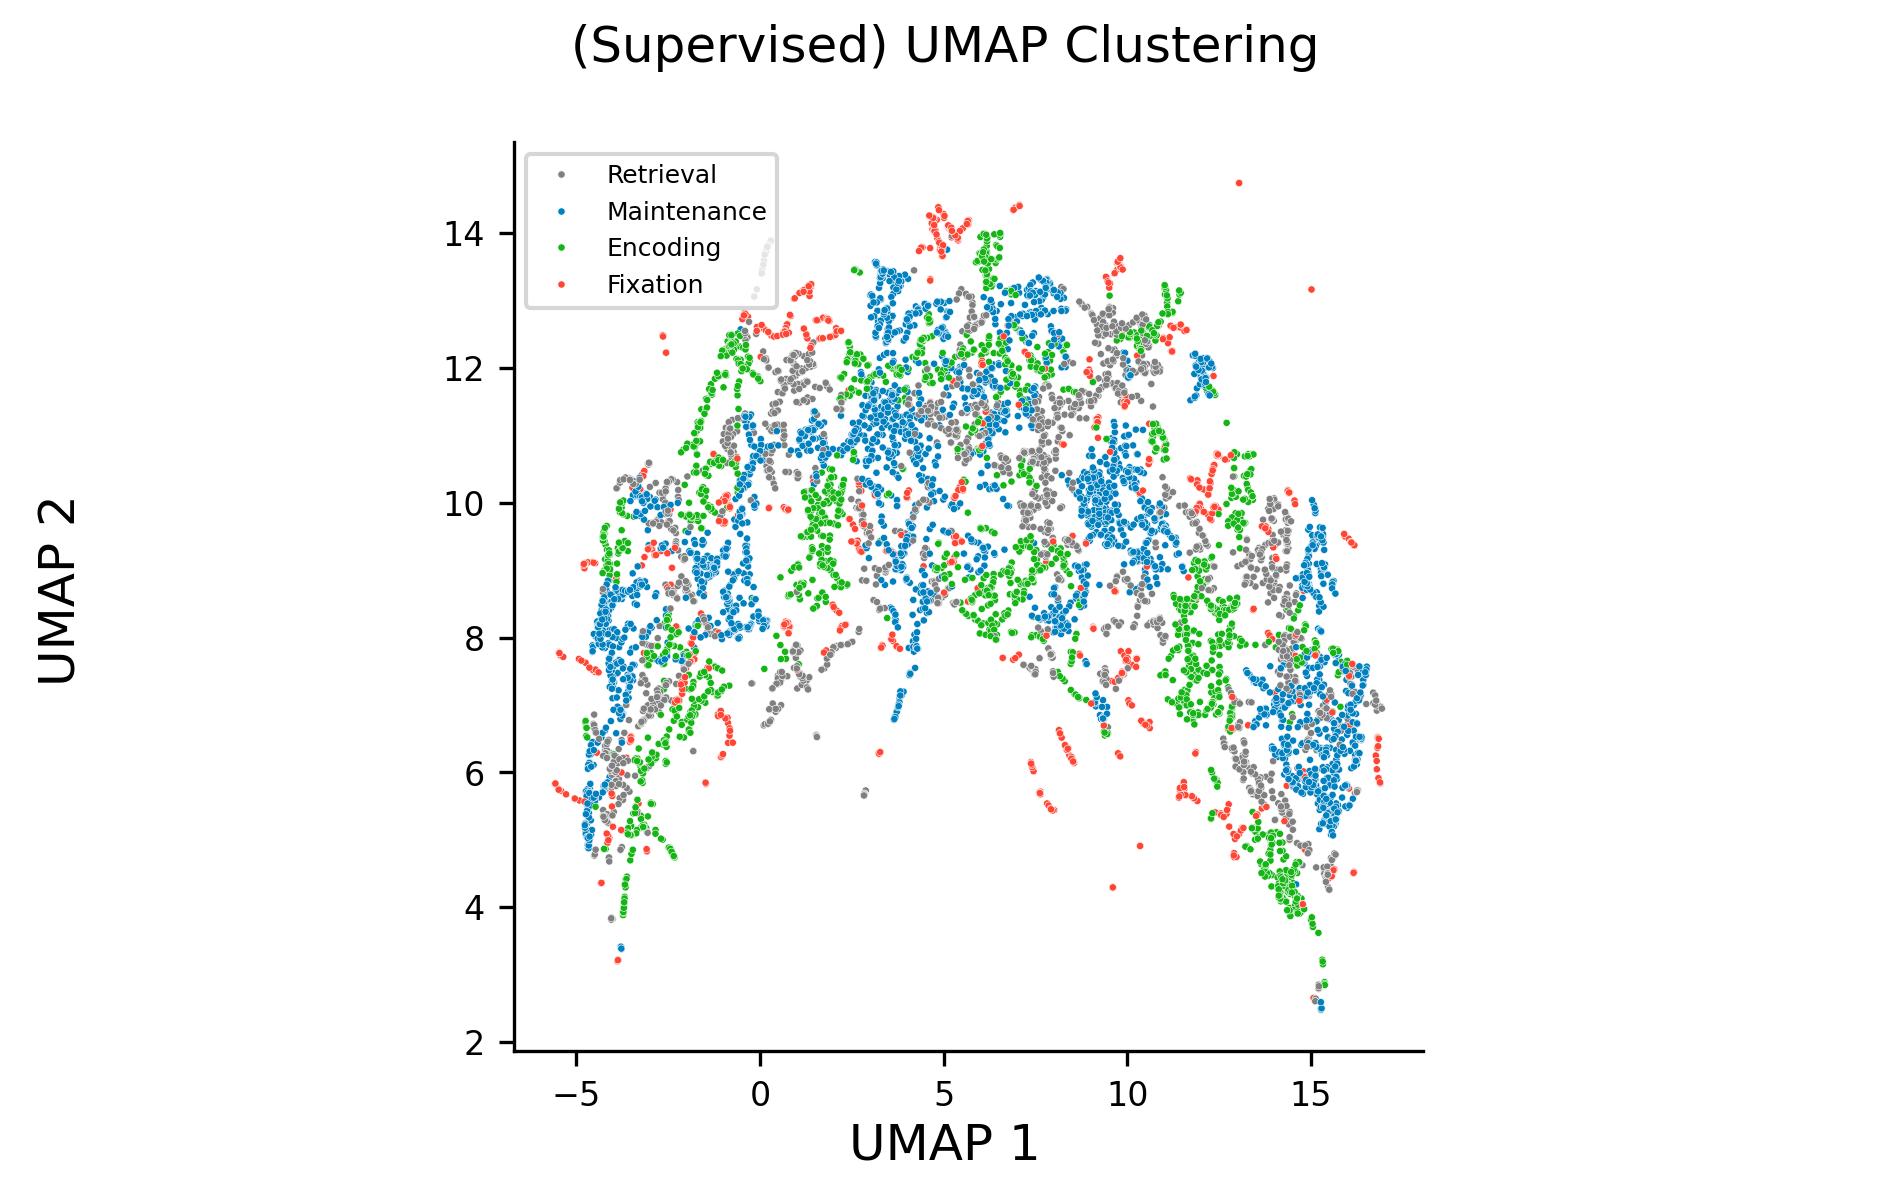 (Supervised) UMAP Clustering
Retrieval
Maintenance
Encoding
Fixation
14
12
10
8
6
4
2
UMAP 2
−5 0 5 10 15
UMAP 1